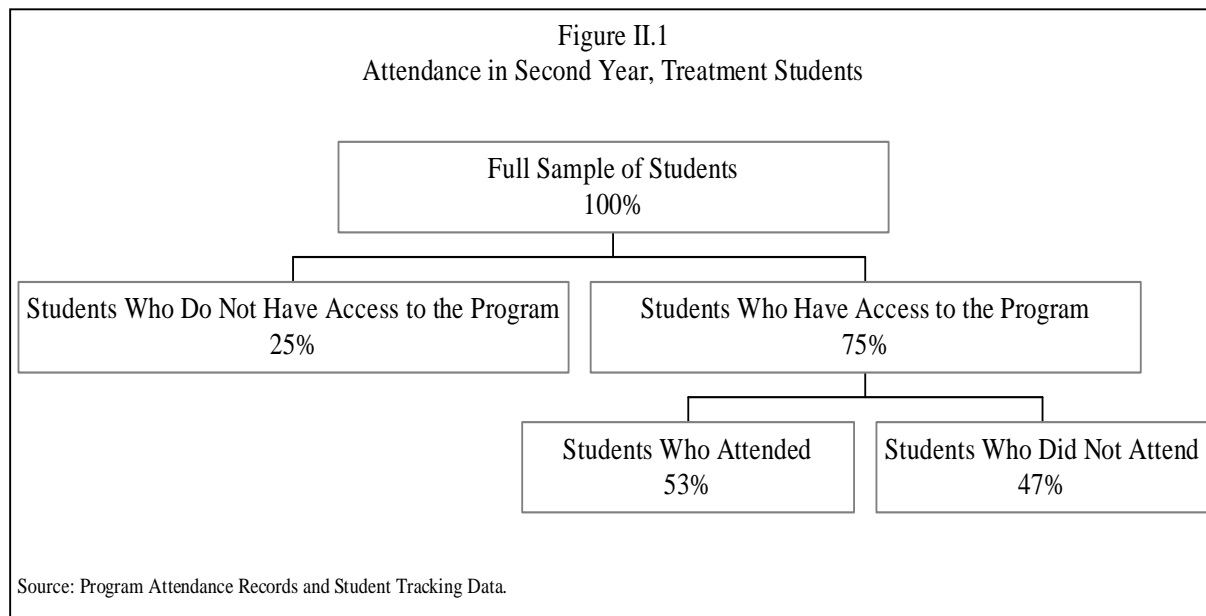 Figure II.1
Attendance in Second Year, Treatment Students
Full Sample of Students
100%
Students Who Do Not Have Access to the Program
25%
Students Who Have Access to the Program
75%
Students Who Attended
53%
Students Who Did Not Attend
47%
Source: Program Attendance Records and Student Tracking Data.